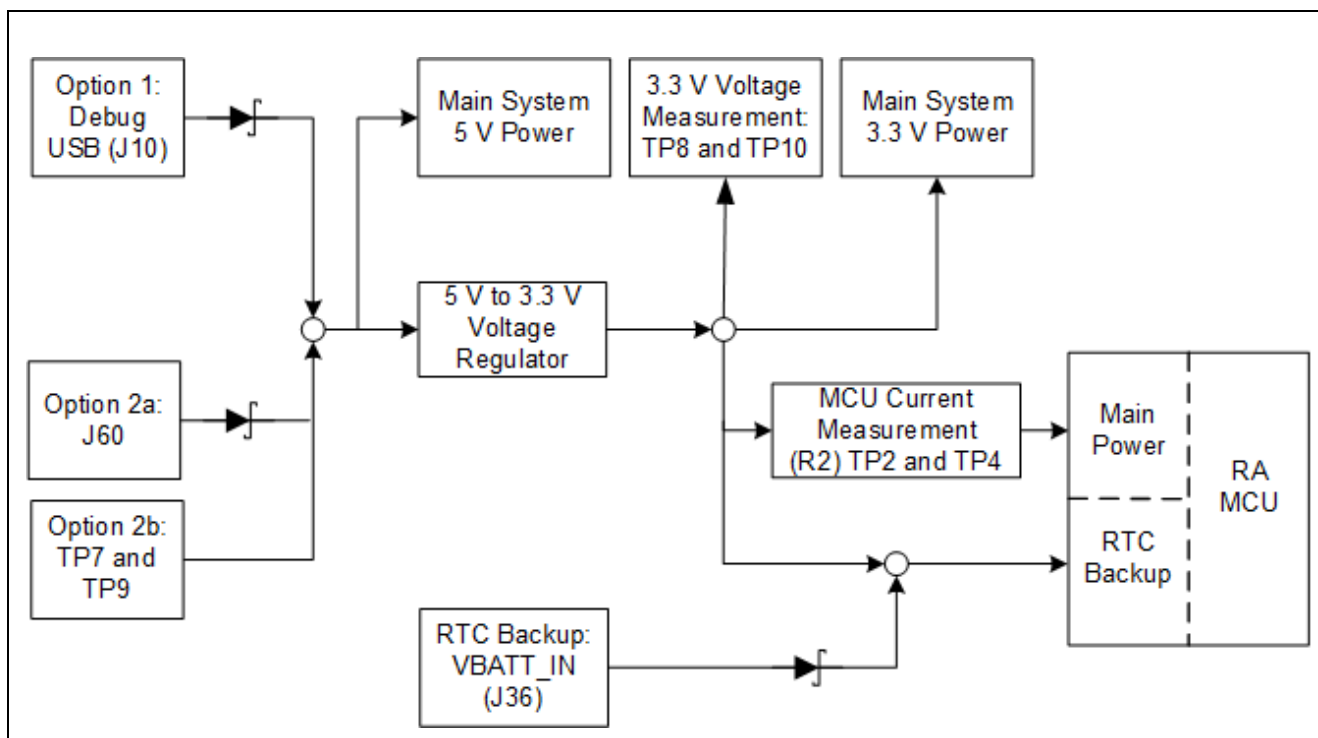 Option 1:
Debug
USB (J10)
Main System
5 V Power
3.3 V Voltage
Measurement:
TP8 and TP10
Main System
3.3 V Power
5 V to 3.3 V
Voltage
Regulator
Option 2a:
J60
MCU Current
Measurement
(R2) TP2 and TP4
Main
Power
RA
MCU
Option 2b:
TP7 and
TP9
RTC
Backup
RTC Backup:
VBATT_IN
(J36)